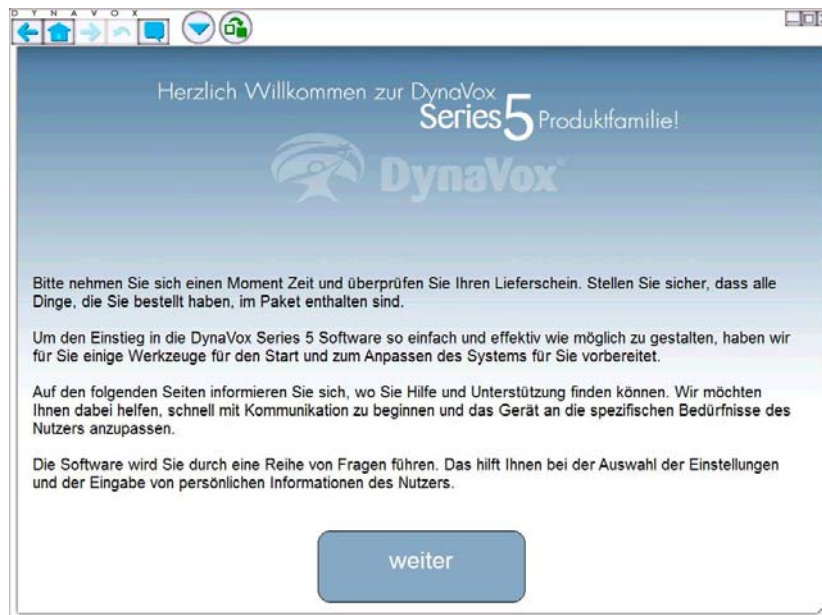 DYNAVOX
Herzlich Willkommen zur DynaVox
Series5 Produktfamilie!
DynaVox
Bitte nehmen Sie sich einen Moment Zeit und überprüfen Sie Ihren Lieferschein. Stellen Sie sicher, dass alle
Dinge, die Sie bestellt haben, im Paket enthalten sind.
Um den Einstieg in die DynaVox Series 5 Software so einfach und effektiv wie möglich zu gestalten, haben wir
für Sie einige Werkzeuge für den Start und zum Anpassen des Systems für Sie vorbereitet.
Auf den folgenden Seiten informieren Sie sich, wo Sie Hilfe und Unterstützung finden können. Wir möchten
Ihnen dabei helfen, schnell mit Kommunikation zu beginnen und das Gerät an die spezifischen Bedürfnisse des
Nutzers anzupassen.
Die Software wird Sie durch eine Reihe von Fragen führen. Das hilft Ihnen bei der Auswahl der Einstellungen
und der Eingabe von persönlichen Informationen des Nutzers.
weiter